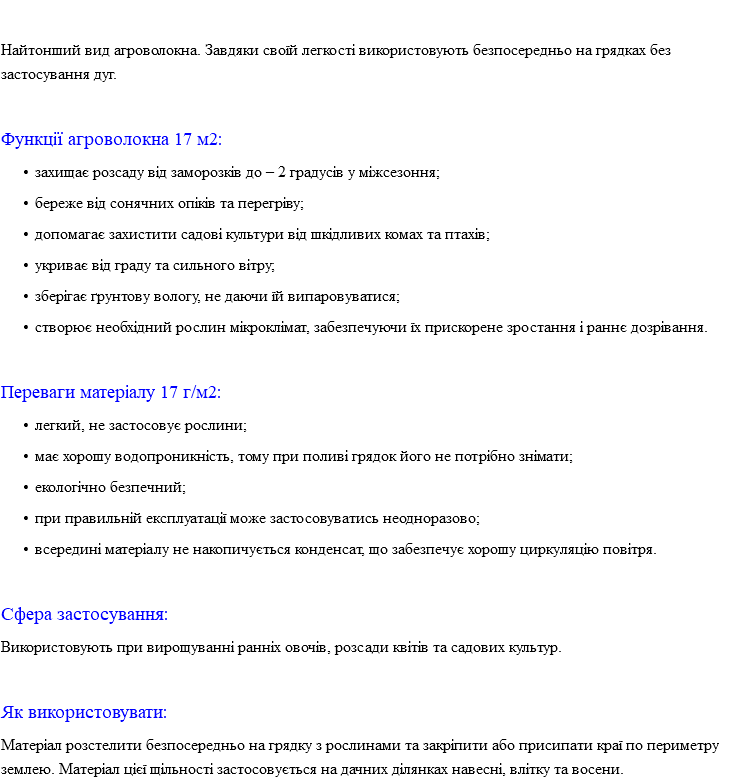 Найтонший вид агроволокна. Завдяки своїй легкості використовують безпосередньо на грядках без
застосування дуг.
Функції агроволокна 17 м2:
• захищає розсаду від заморозків до – 2 градусів у міжсезоння;
• береже від сонячних опіків та перегріву;
• допомагає захистити садові культури від шкідливих комах та птахів;
• укриває від граду та сильного вітру;
• зберігає ґрунтову вологу, не даючи їй випаровуватися;
• створює необхідний рослин мікроклімат, забезпечуючи їх прискорене зростання і раннє дозрівання.
Переваги матеріалу 17 г/м2:
• легкий, не застосовує рослини;
• має хорошу водопроникність, тому при поливі грядок його не потрібно знімати;
• екологічно безпечний;
• при правильній експлуатації може застосовуватись неодноразово;
• всередині матеріалу не накопичується конденсат, що забезпечує хорошу циркуляцію повітря.
Сфера застосування:
Використовують при вирощуванні ранніх овочів, розсади квітів та садових культур.
Як використовувати:
Матеріал розстелити безпосередньо на грядку з рослинами та закріпити або присипати краї по периметру
землею. Матеріал цієї щільності застосовується на дачних ділянках навесні, влітку та восени.